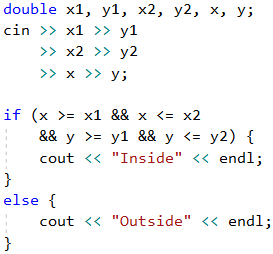 double x1, y1, x2, y2, x, y;
cin >> x1 >> y1
    >> x2 >> y2
    >> x >> y;

if (x >= x1 && x <= x2
    && y >= y1 && y <= y2) {
    cout << "Inside" << endl;
}
else {
    cout << "Outside" << endl;
}